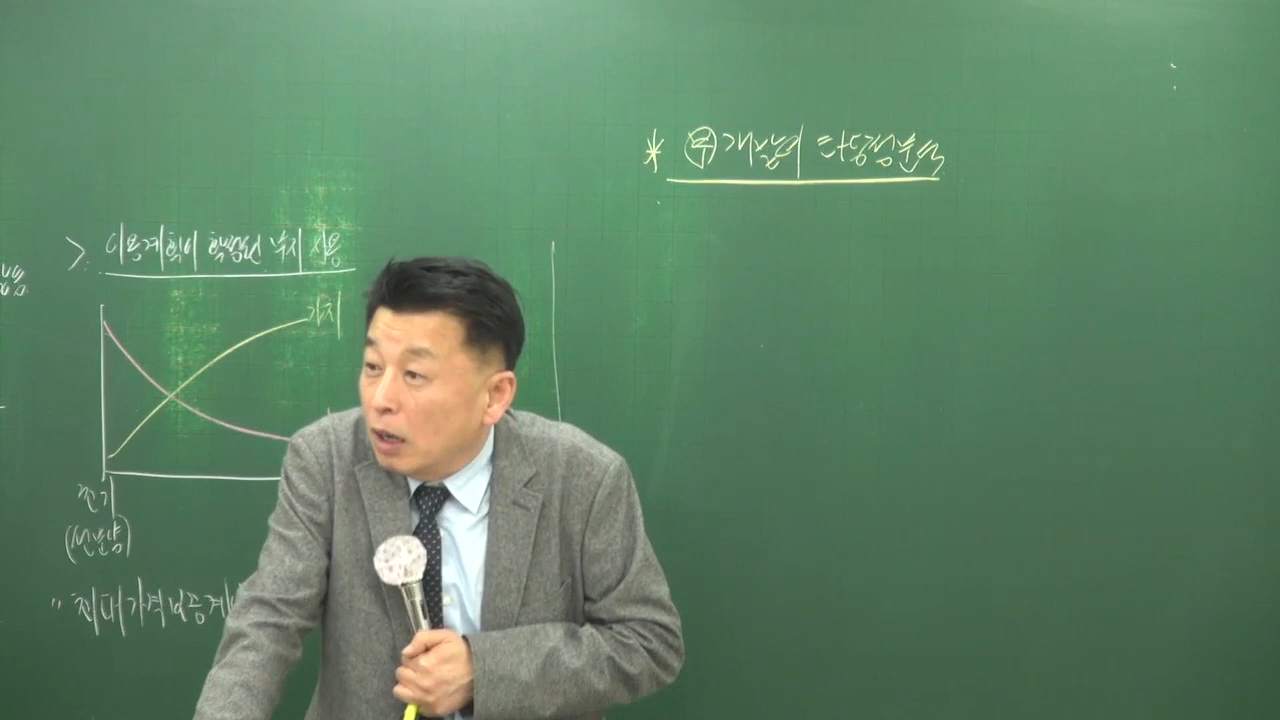 > 이용계획이 확정된 부지 사용
가치
초기
(선분양)
"최대가격보증계
* ㊒개발의 타당성분석